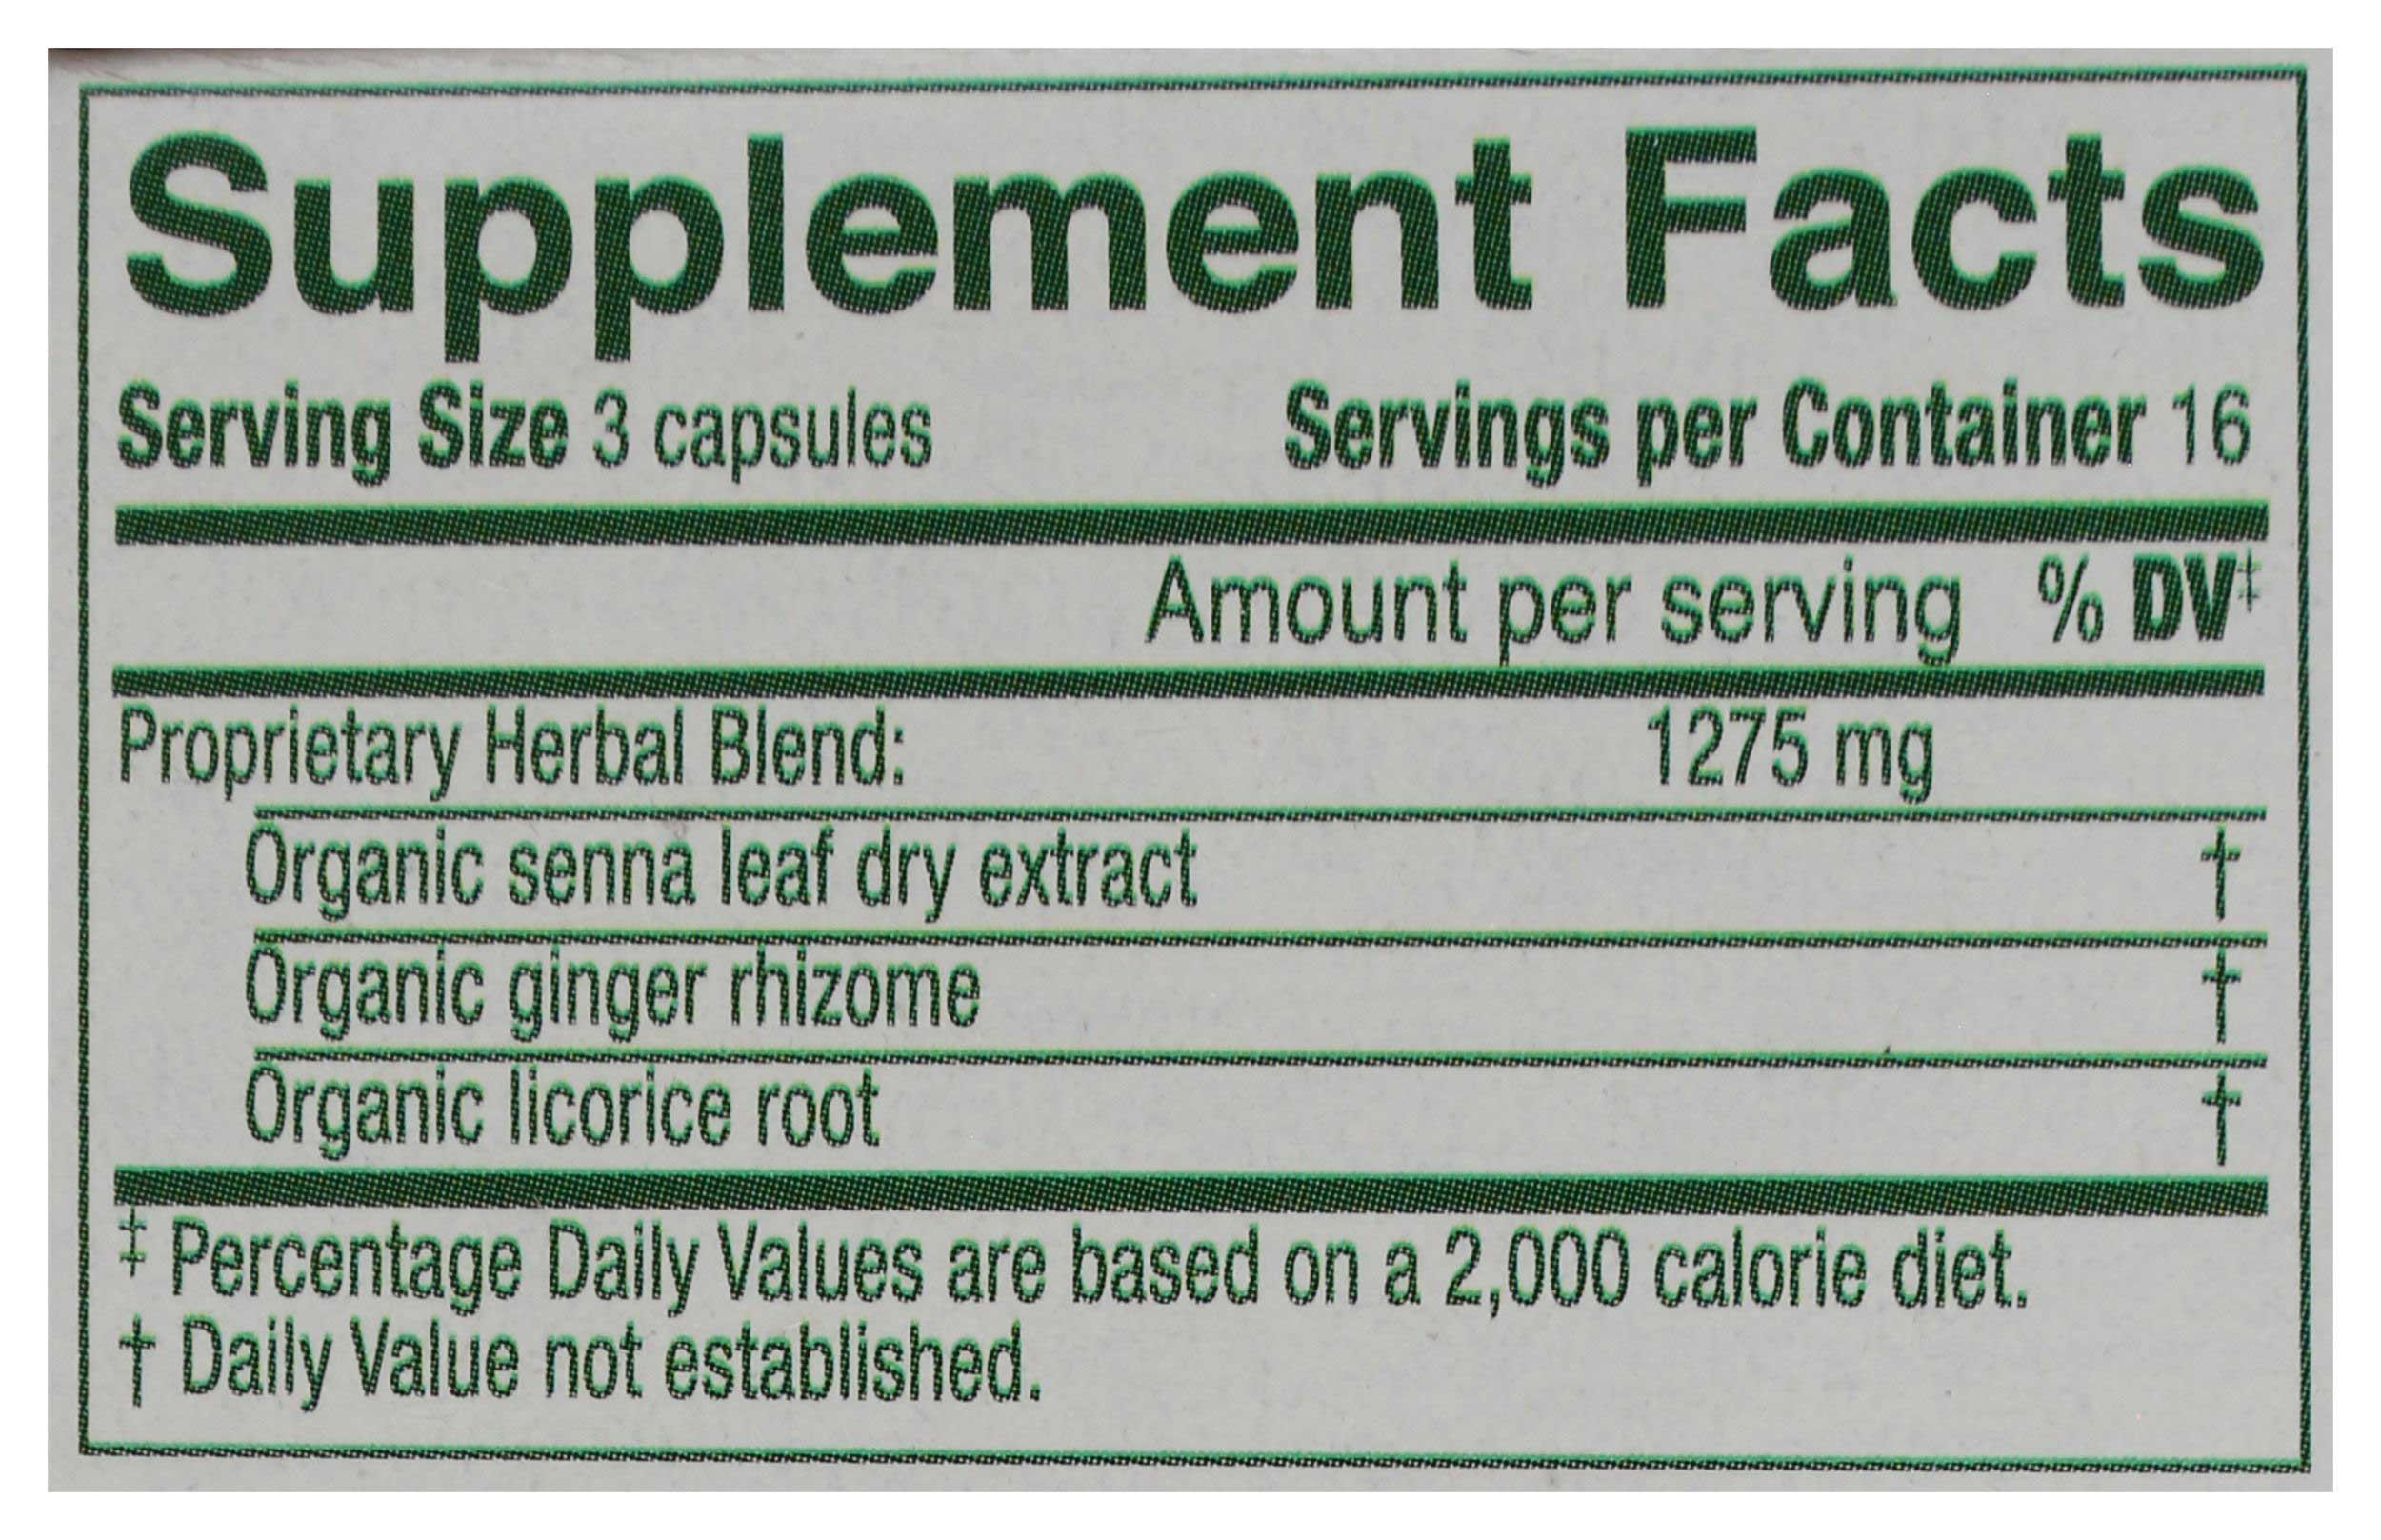 Supplement Facts
Serving Size 3 capsules Servings per Container 16
Amount per serving % DV‡
Proprietary Herbal Blend: 1275 mg
Organic senna leaf dry extract †
Organic ginger rhizome †
Organic licorice root †
‡ Percentage Daily Values are based on a 2,000 calorie diet.
† Daily Value not established.